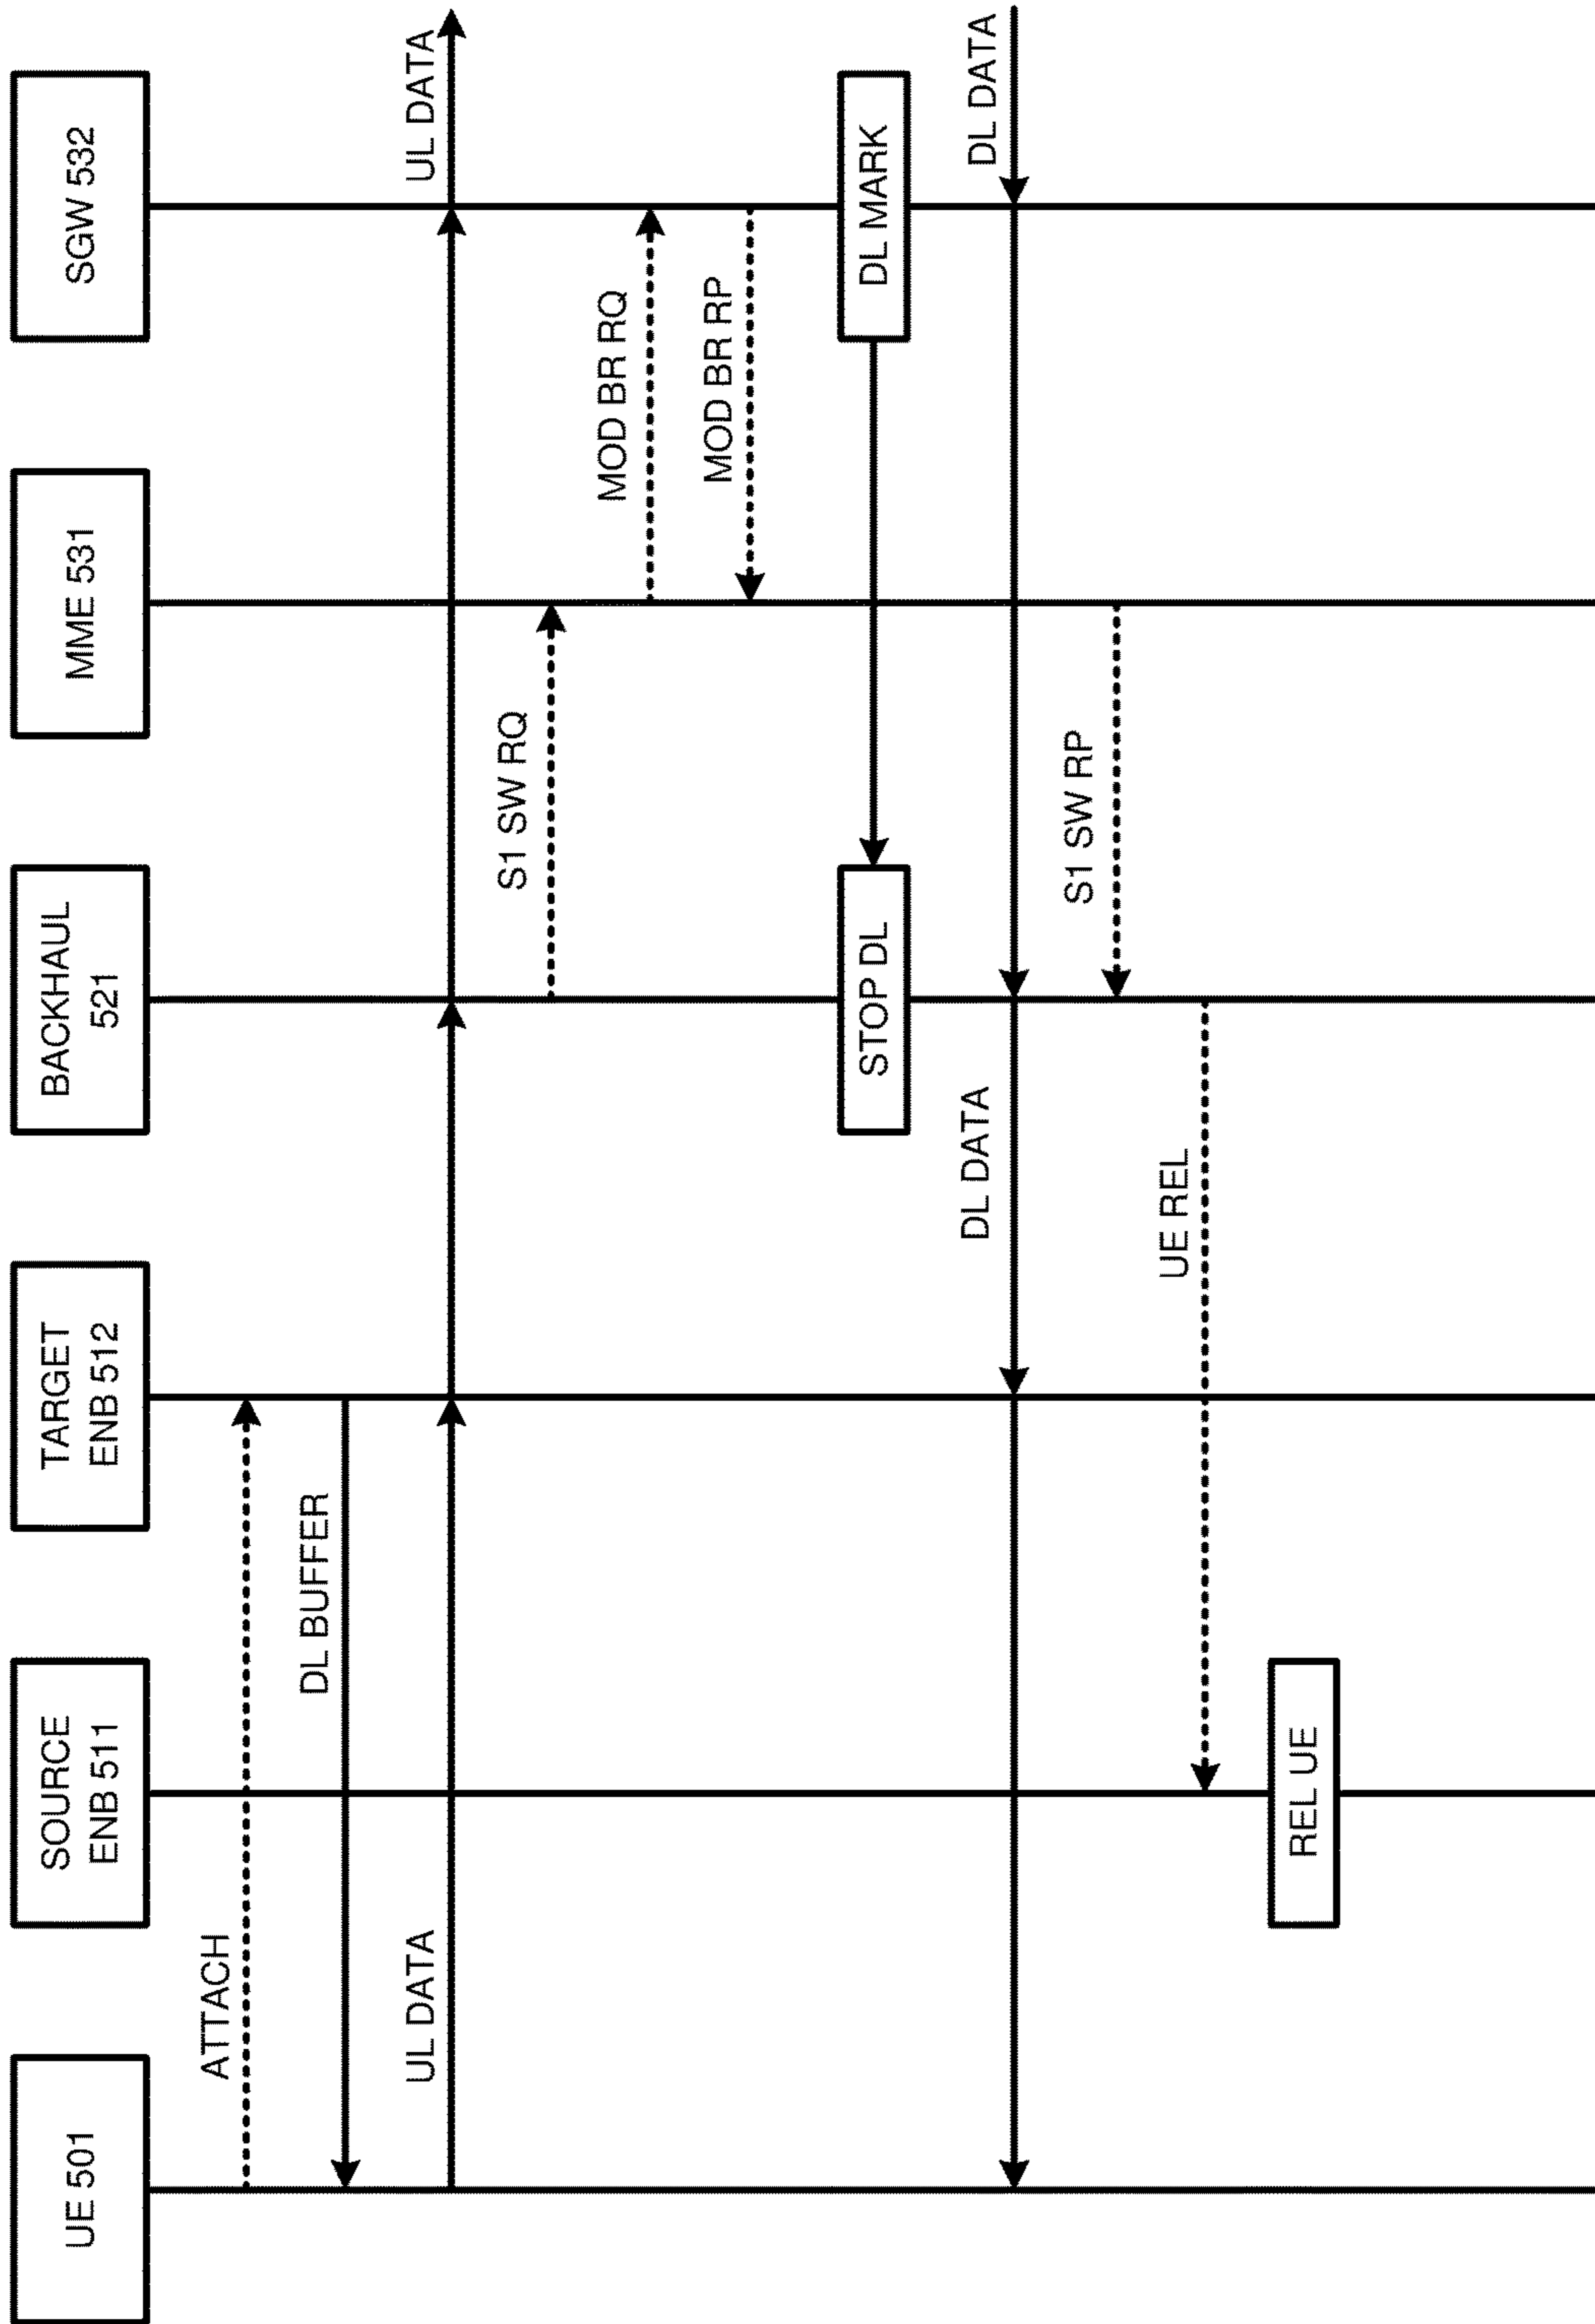 UE 501
SOURCE
ENB 511
TARGET
ENB 512
BACKHAUL
521
MME 531
SGW 532
ATTACH
DL BUFFER
UL DATA
UL DATA
S1 SW RQ
MOD BR RQ
MOD BR RP
STOP DL
DL MARK
DL DATA
DL DATA
S1 SW RP
UE REL
REL UE